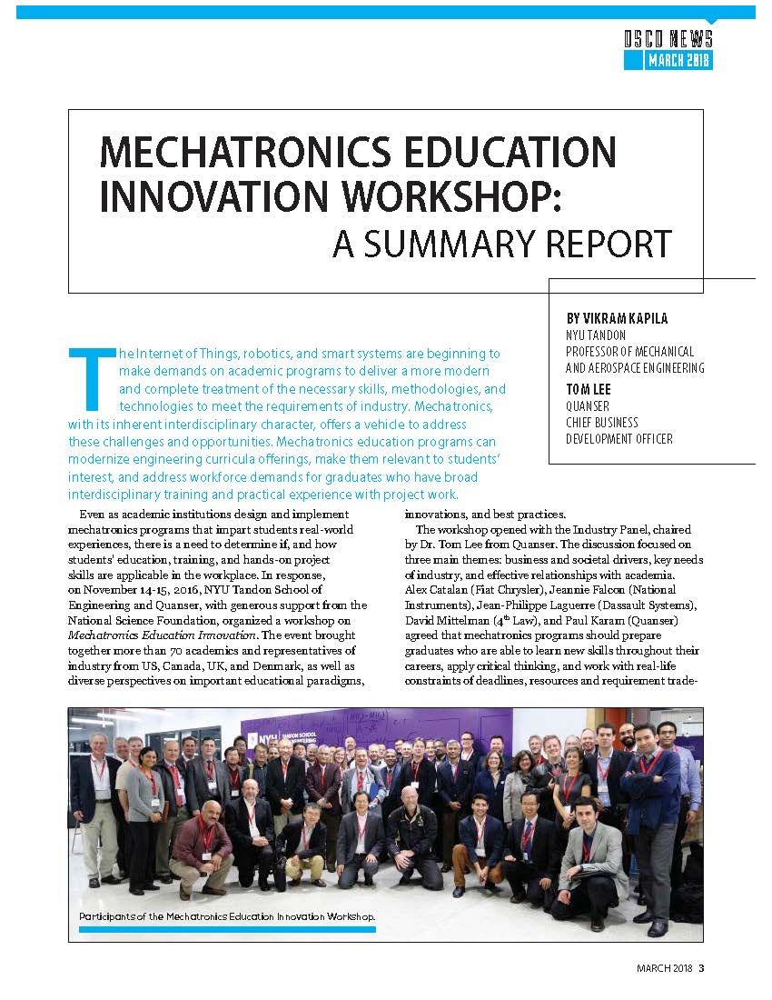 DSCD NEWS
MARCH 2018
MECHATRONICS EDUCATION
INNOVATION WORKSHOP:
A SUMMARY REPORT
BY VIKRAM KAPILA
NYU TANDON
PROFESSOR OF MECHANICAL
AND AEROSPACE ENGINEERING
TOM LEE
QUANSER
CHIEF BUSINESS
DEVELOPMENT OFFICER
The Internet of Things, robotics, and smart systems are beginning to
make demands on academic programs to deliver a more modern
and complete treatment of the necessary skills, methodologies, and
technologies to meet the requirements of industry. Mechatronics,
with its inherent interdisciplinary character, offers a vehicle to address
these challenges and opportunities. Mechatronics education programs can
modernize engineering curricula offerings, make them relevant to students'
interest, and address workforce demands for graduates who have broad
interdisciplinary training and practical experience with project work.
Even as academic institutions design and implement
mechatronics programs that impart students real-world
experiences, there is a need to determine if, and how
students' education, training, and hands-on project
skills are applicable in the workplace. In response,
on November 14-15, 2016, NYU Tandon School of
Engineering and Quanser, with generous support from the
National Science Foundation, organized a workshop on
Mechatronics Education Innovation. The event brought
together more than 70 academics and representatives of
industry from US, Canada, UK, and Denmark, as well as
diverse perspectives on important educational paradigms,
innovations, and best practices.
The workshop opened with the Industry Panel, chaired
by Dr. Tom Lee from Quanser. The discussion focused on
three main themes: business and societal drivers, key needs
of industry, and effective relationships with academia.
Alex Catalan (Fiat Chrysler), Jeannie Falcon (National
Instruments), Jean-Philippe Laguerre (Dassault Systems),
David Mittelman (4th Law), and Paul Karam (Quanser)
agreed that mechatronics programs should prepare
graduates who are able to learn new skills throughout their
careers, apply critical thinking, and work with real-life
constraints of deadlines, resources and requirement trade-
NYU
TANDON SCHOOL
Participants of the Mechatronics Education Innovation Workshop.
MARCH 2018 3